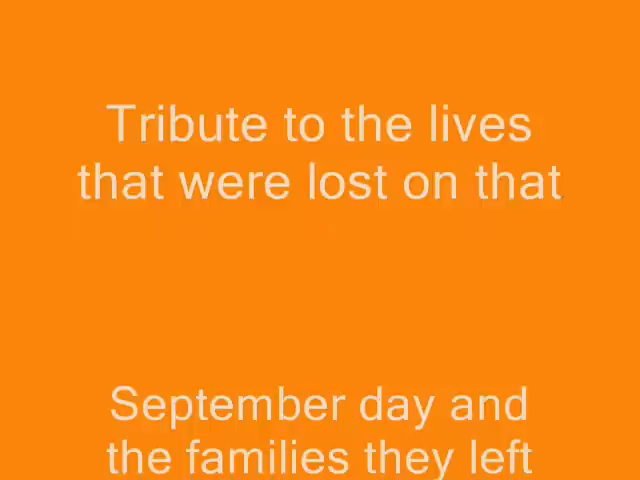 Tribute to the lives
that were lost on that
September day and
the families they left